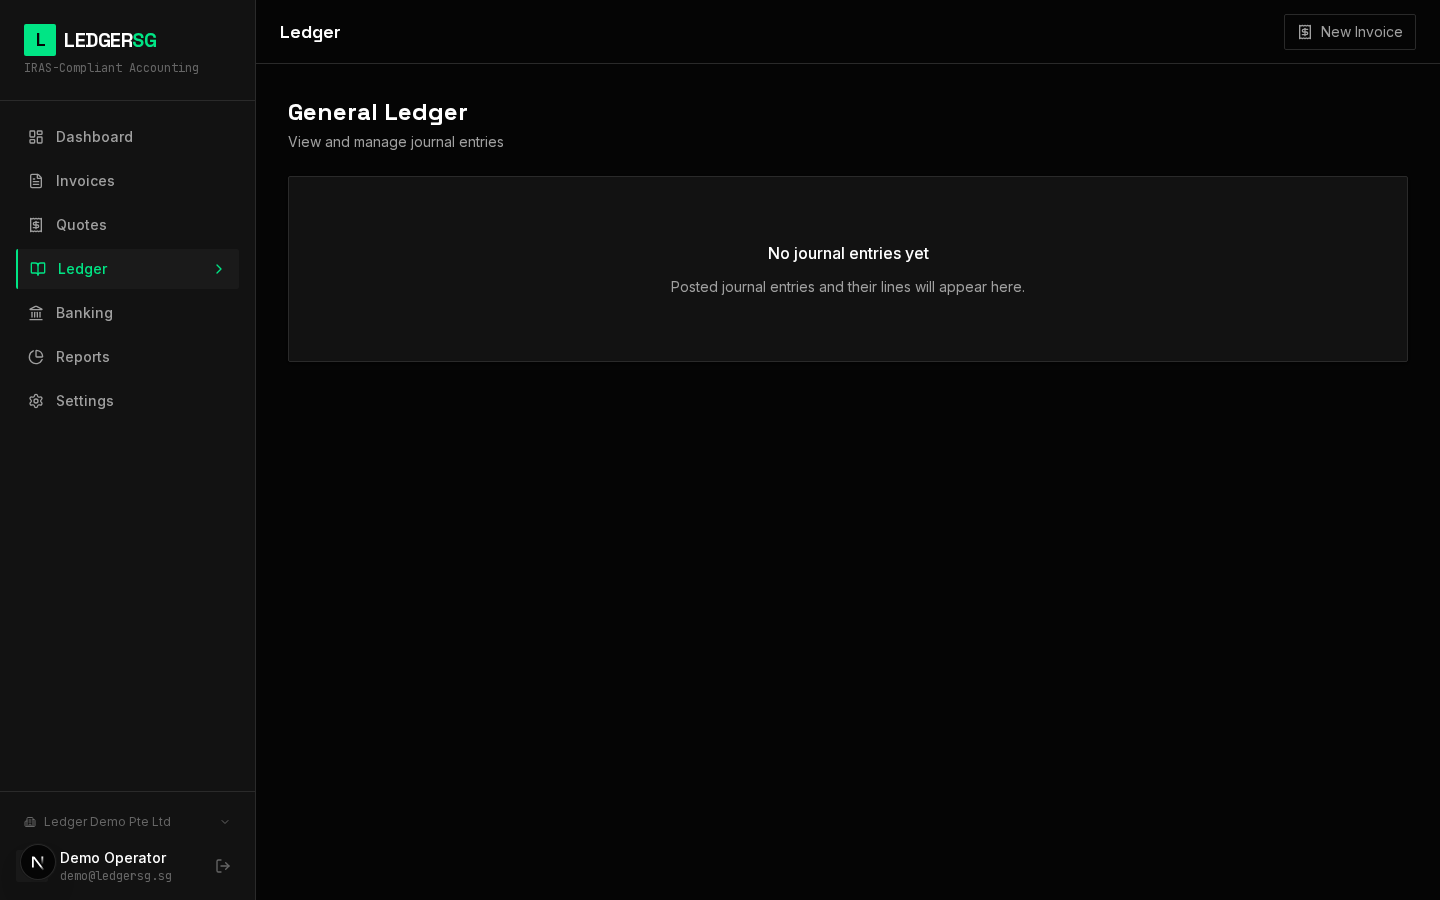 L LEDGERSG
IRAS-Compliant Accounting
Dashboard
Invoices
Quotes
Ledger
Banking
Reports
Settings
Ledger Demo Pte Ltd
N
Demo Operator
demo@ledgersg.sg
Ledger
New Invoice
General Ledger
View and manage journal entries
No journal entries yet
Posted journal entries and their lines will appear here.